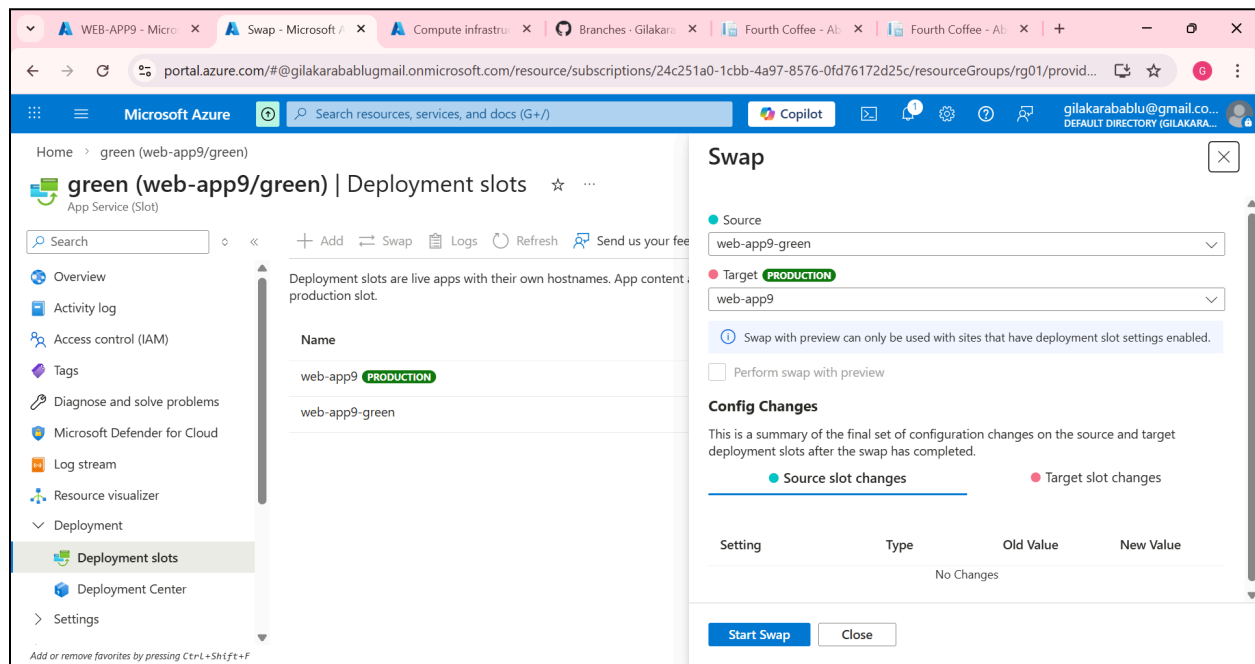 WEB-APP9 - Micro
Swap - Microsoft A
Compute infrastruc
Branches · Gilakara
Fourth Coffee - Ab
Fourth Coffee - Ab
portal.azure.com/#@gilakarabablugmail.onmicrosoft.com/resource/subscriptions/24c251a0-1cbb-4a97-8576-0fd76172d25c/resourceGroups/rg01/provid...
G
Microsoft Azure
Search resources, services, and docs (G+/)
Copilot
1
gilakarabablu@gmail.co...
DEFAULT DIRECTORY (GILAKARA...
Home > green (web-app9/green)
green (web-app9/green) | Deployment slots
App Service (Slot)
Search
Add
Swap
Logs
Refresh
Send us your fee
Overview
Activity log
Access control (IAM)
Tags
Diagnose and solve problems
Microsoft Defender for Cloud
Log stream
Resource visualizer
Deployment
Deployment slots
Deployment Center
Settings
Add or remove favorites by pressing Ctrl+Shift+F
Deployment slots are live apps with their own hostnames. App content a
production slot.
Name
web-app9 PRODUCTION
web-app9-green
Swap
Source
web-app9-green
Target PRODUCTION
web-app9
Swap with preview can only be used with sites that have deployment slot settings enabled.
Perform swap with preview
Config Changes
This is a summary of the final set of configuration changes on the source and target
deployment slots after the swap has completed.
Source slot changes
Target slot changes
Setting Type Old Value New Value
No Changes
Start Swap
Close